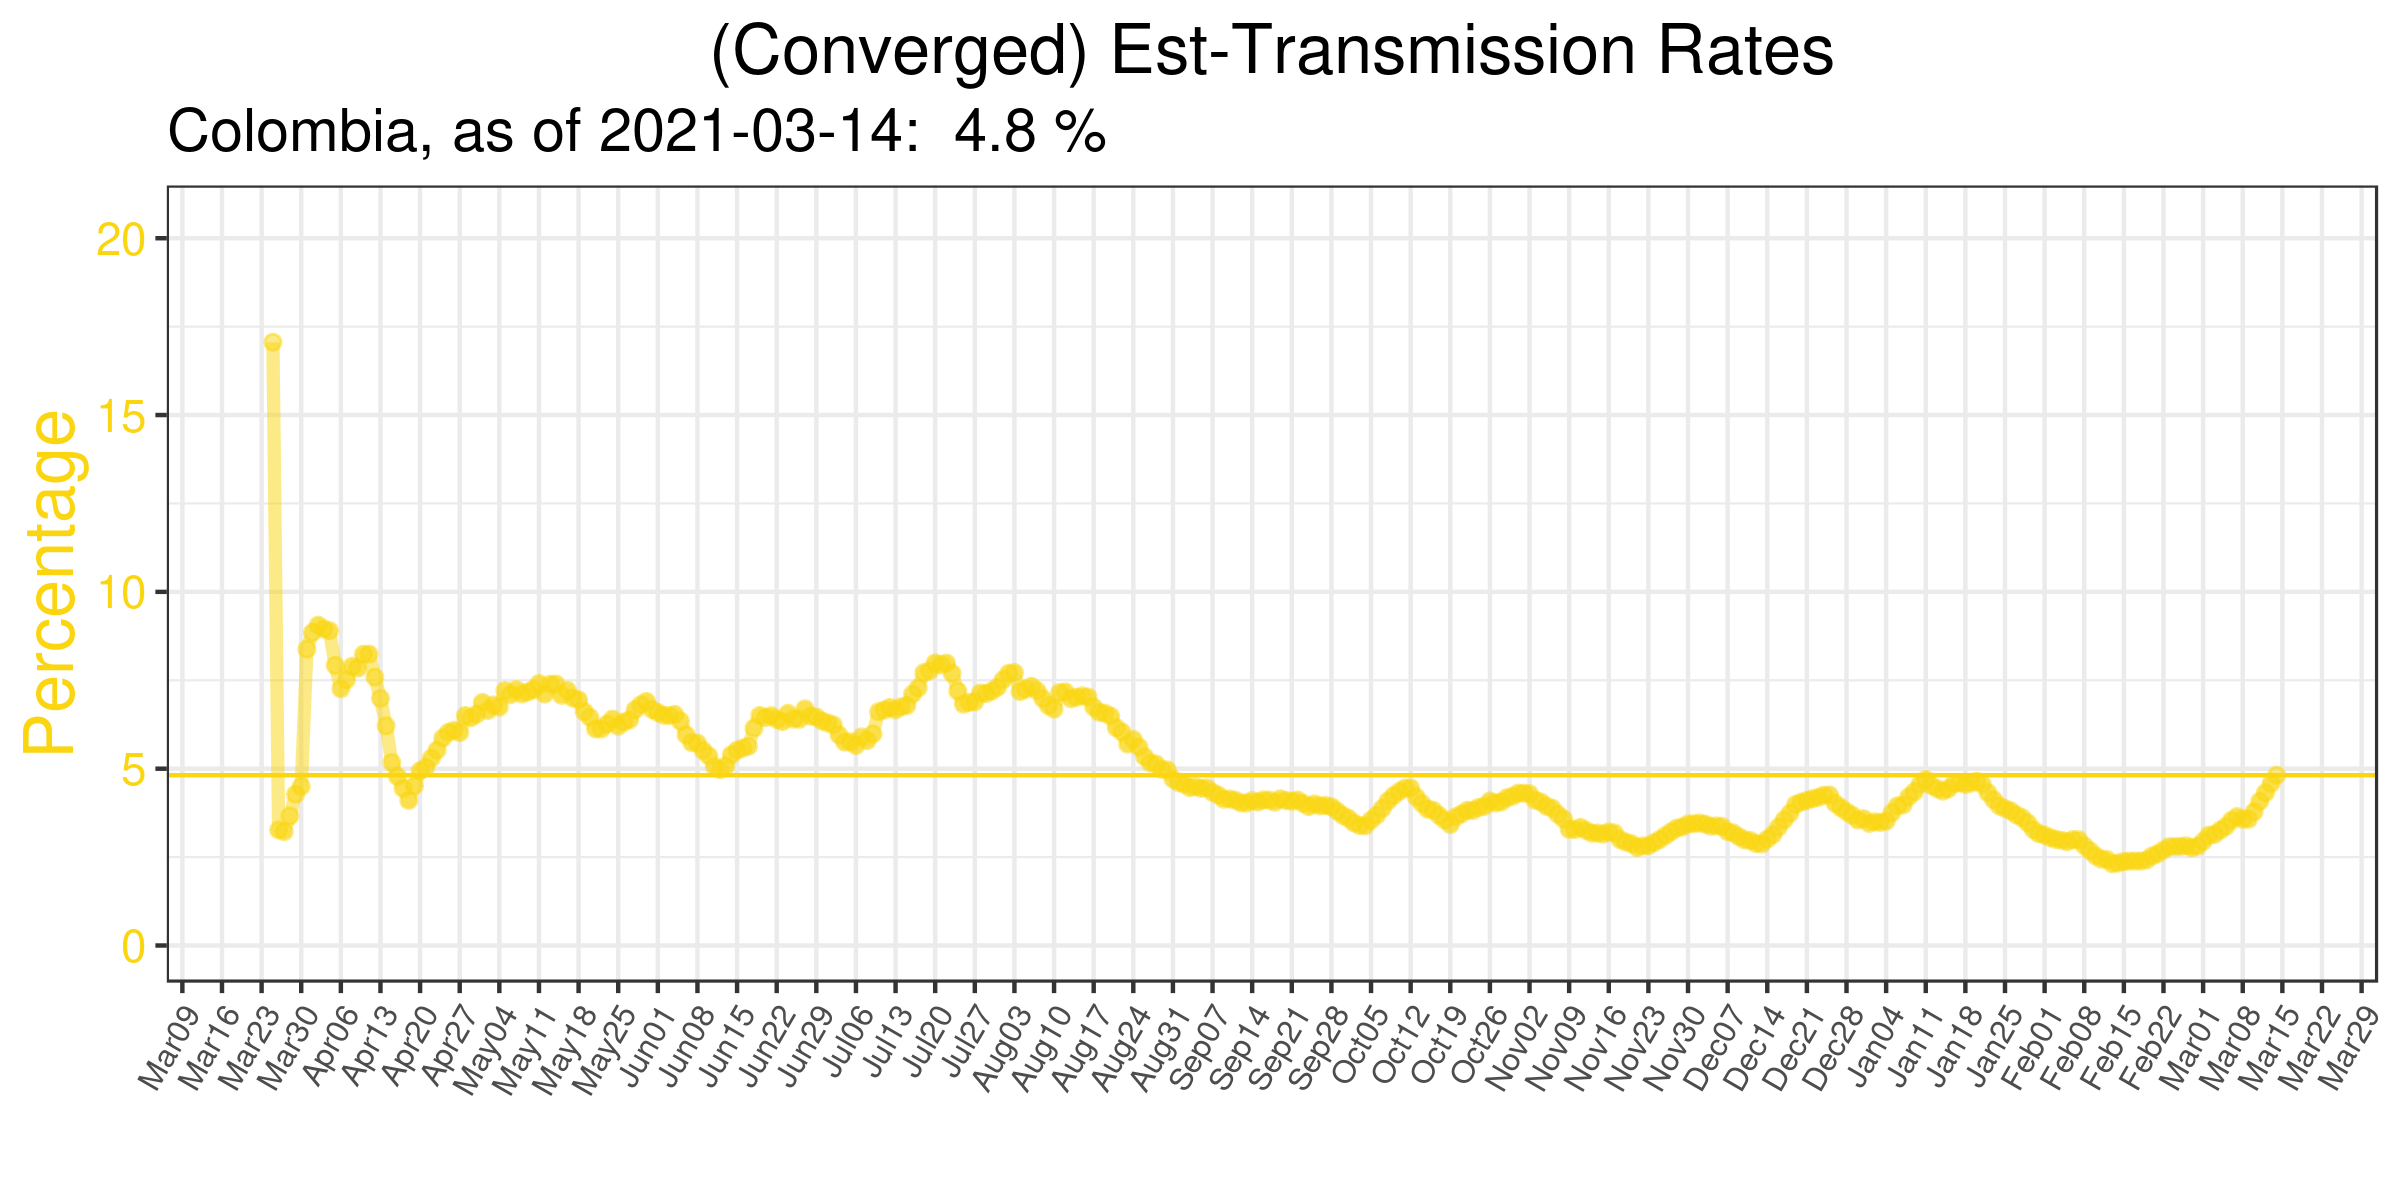 (Converged) Est-Transmission Rates
Colombia, as of 2021-03-14:  4.8 %
Percentage
20
15
10
5
0
Mar09
Mar16
Mar23
Mar30
Apr06
Apr13
Apr20
Apr27
May04
May11
May18
May25
Jun01
Jun08
Jun15
Jun22
Jun29
Jul06
Jul13
Jul20
Jul27
Aug03
Aug10
Aug17
Aug24
Aug31
Sep07
Sep14
Sep21
Sep28
Oct05
Oct12
Oct19
Oct26
Nov02
Nov09
Nov16
Nov23
Nov30
Dec07
Dec14
Dec21
Dec28
Jan04
Jan11
Jan18
Jan25
Feb01
Feb08
Feb15
Feb22
Mar01
Mar08
Mar15
Mar22
Mar29